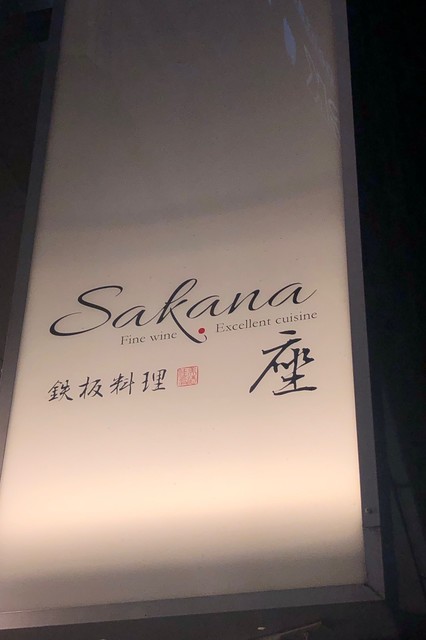 Sakana
Fine wine Excellent cuisine
鉄板料理
座